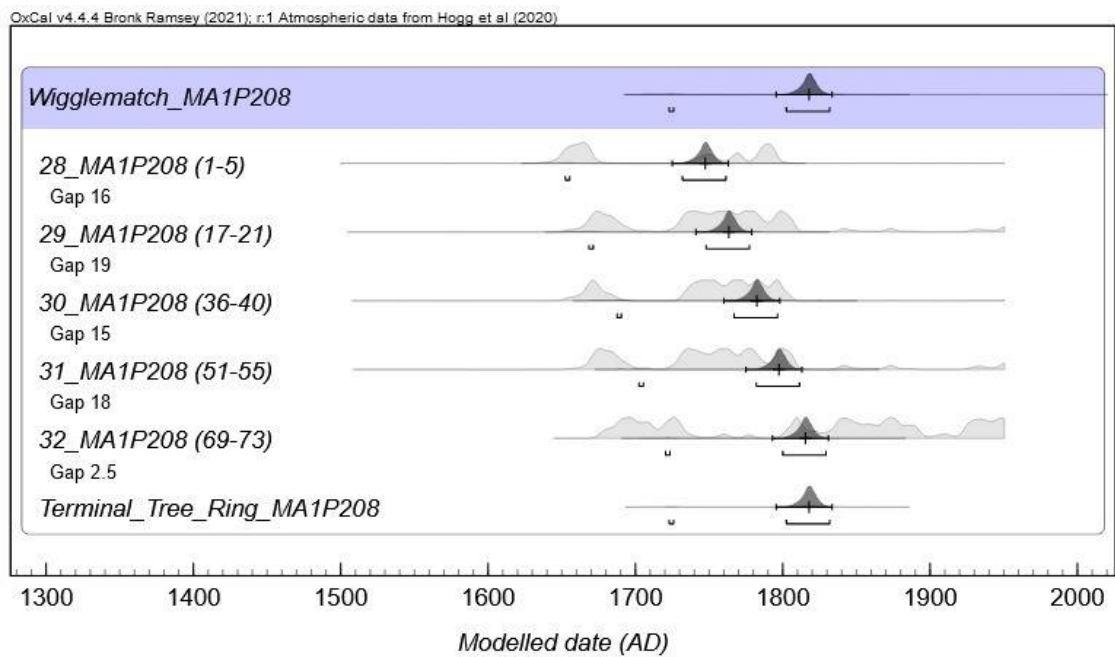 OxCal v4.4.4 Bronk Ramsey (2021); r:1 Atmospheric data from Hogg et al (2020)
Wigglematch_MA1P208
28_MA1P208 (1-5)
Gap 16
29_MA1P208 (17-21)
Gap 19
30_MA1P208 (36-40)
Gap 15
31_MA1P208 (51-55)
Gap 18
32_MA1P208 (69-73)
Gap 2.5
Terminal_Tree_Ring_MA1P208
1300 1400 1500 1600 1700 1800 1900 2000
Modelled date (AD)